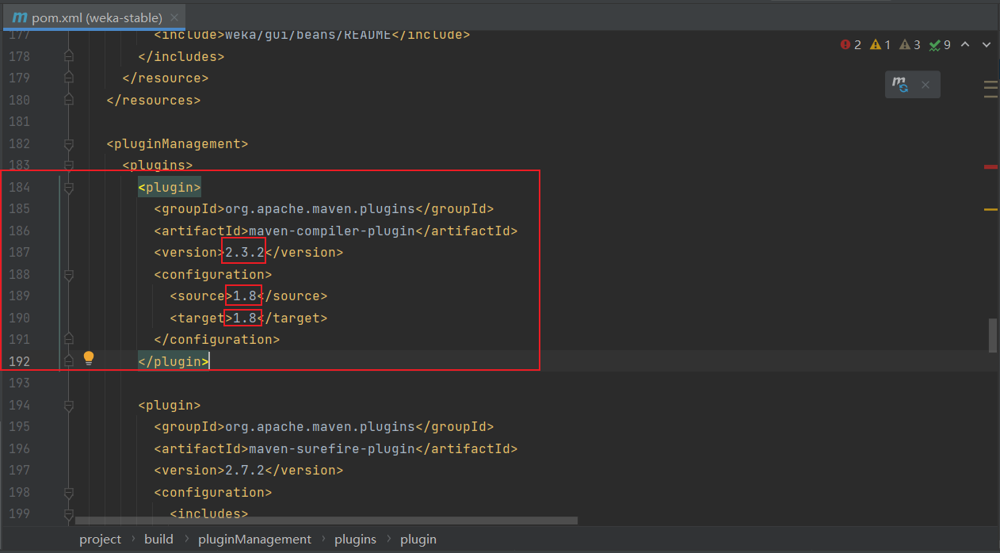 m pom.xml (weka-stable) ×
2 1 3 9
177 <include>weka/gui/beans/README</include>
178 </includes>
179 </resource>
180 </resources>
181
182 <pluginManagement>
183 <plugins>
184 <plugin>
185 <groupId>org.apache.maven.plugins</groupId>
186 <artifactId>maven-compiler-plugin</artifactId>
187 <version>2.3.2</version>
188 <configuration>
189 <source>1.8</source>
190 <target>1.8</target>
191 </configuration>
192 </plugin>
193
194 <plugin>
195 <groupId>org.apache.maven.plugins</groupId>
196 <artifactId>maven-surefire-plugin</artifactId>
197 <version>2.7.2</version>
198 <configuration>
199 <includes>
project › build › pluginManagement › plugins › plugin